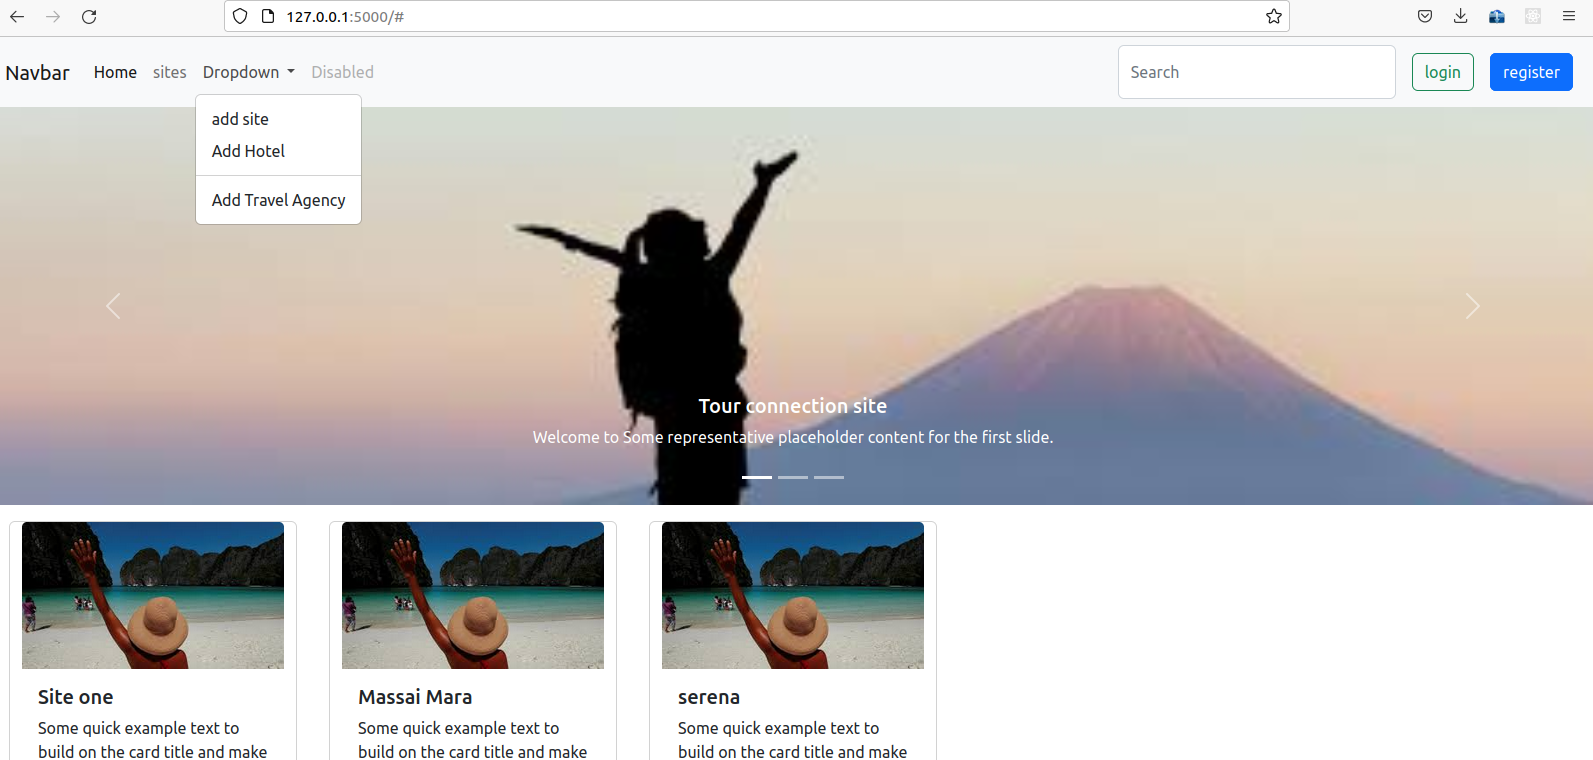 127.0.0.1:5000/#
Navbar Home sites Dropdown Disabled Search login register
add site
Add Hotel
Add Travel Agency
Tour connection site
Welcome to Some representative placeholder content for the first slide.
Site one
Some quick example text to
build on the card title and make
Massai Mara
Some quick example text to
build on the card title and make
serena
Some quick example text to
build on the card title and make